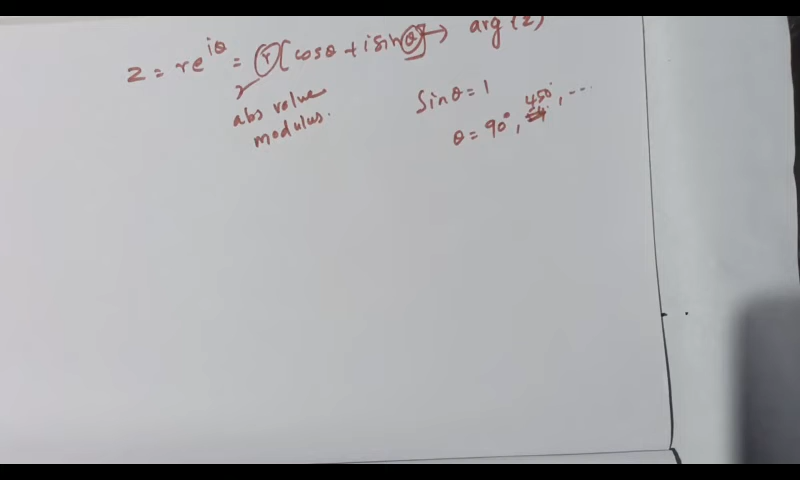 z = re^{iθ} = r(cosθ + i sinθ) → arg(z)
abs value
modulus.
Sinθ = 1
θ = 90°, 450°, ...